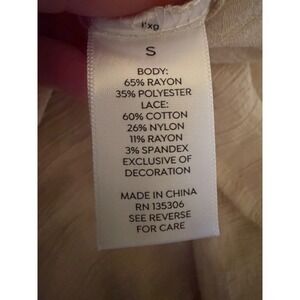 S
BODY:
65% RAYON
35% POLYESTER
LACE:
60% COTTON
26% NYLON
11% RAYON
3% SPANDEX
EXCLUSIVE OF
DECORATION
MADE IN CHINA
RN 135306
SEE REVERSE
FOR CARE